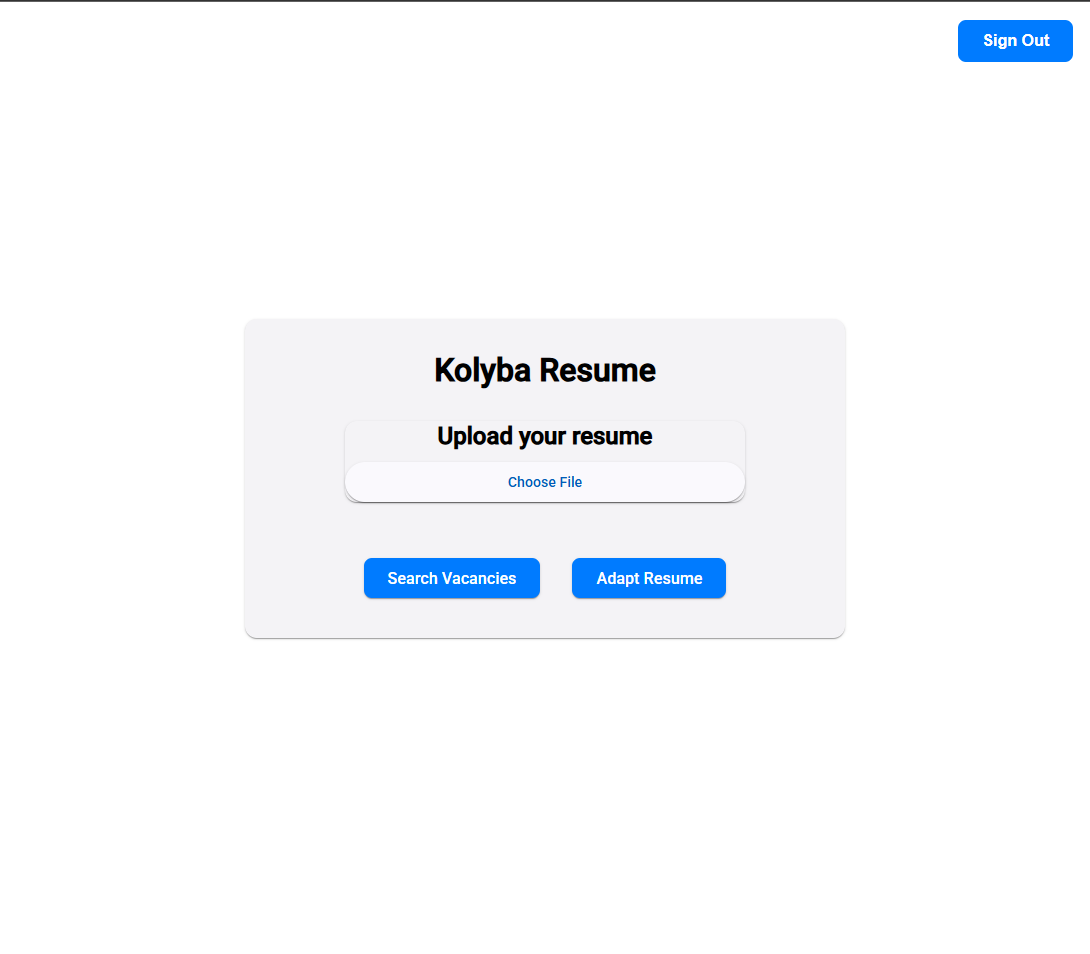 Sign Out
Kolyba Resume
Upload your resume
Choose File
Search Vacancies
Adapt Resume